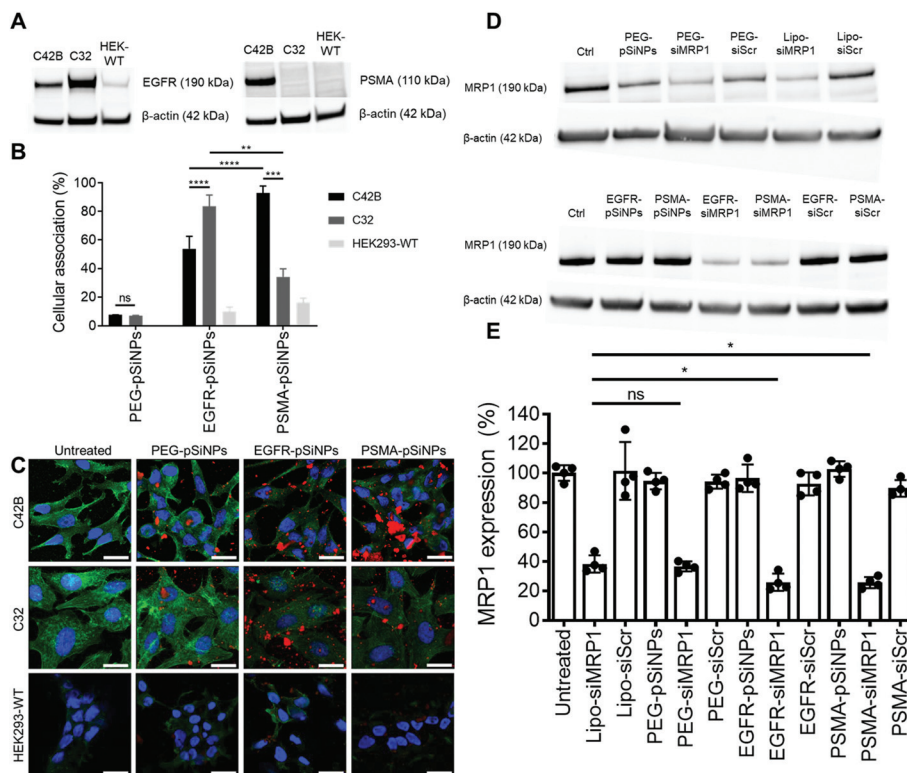 A
C42B C32 HEK-WT
EGFR (190 kDa)
β-actin (42 kDa)
C42B C32 HEK-WT
PSMA (110 kDa)
β-actin (42 kDa)
B
Cellular association (%)
100
80
60
40
20
0
ns
****
****
**
***
C42B
C32
HEK293-WT
PEG-pSiNPs
EGFR-pSiNPs
PSMA-pSiNPs
C
Untreated PEG-pSiNPs EGFR-pSiNPs PSMA-pSiNPs
C42B
C32
HEK293-WT
D
Ctrl PEG-pSiNPs PEG-siMRP1 PEG-siScr Lipo-siMRP1 Lipo-siScr
MRP1 (190 kDa)
β-actin (42 kDa)
Ctrl EGFR-pSiNPs PSMA-pSiNPs EGFR-siMRP1 PSMA-siMRP1 EGFR-siScr PSMA-siScr
MRP1 (190 kDa)
β-actin (42 kDa)
E
*
*
ns
MRP1 expression (%)
140
120
100
80
60
40
20
0
Untreated
Lipo-siMRP1
Lipo-siScr
PEG-pSiNPs
PEG-siMRP1
PEG-siScr
EGFR-pSiNPs
EGFR-siMRP1
EGFR-siScr
PSMA-pSiNPs
PSMA-siMRP1
PSMA-siScr